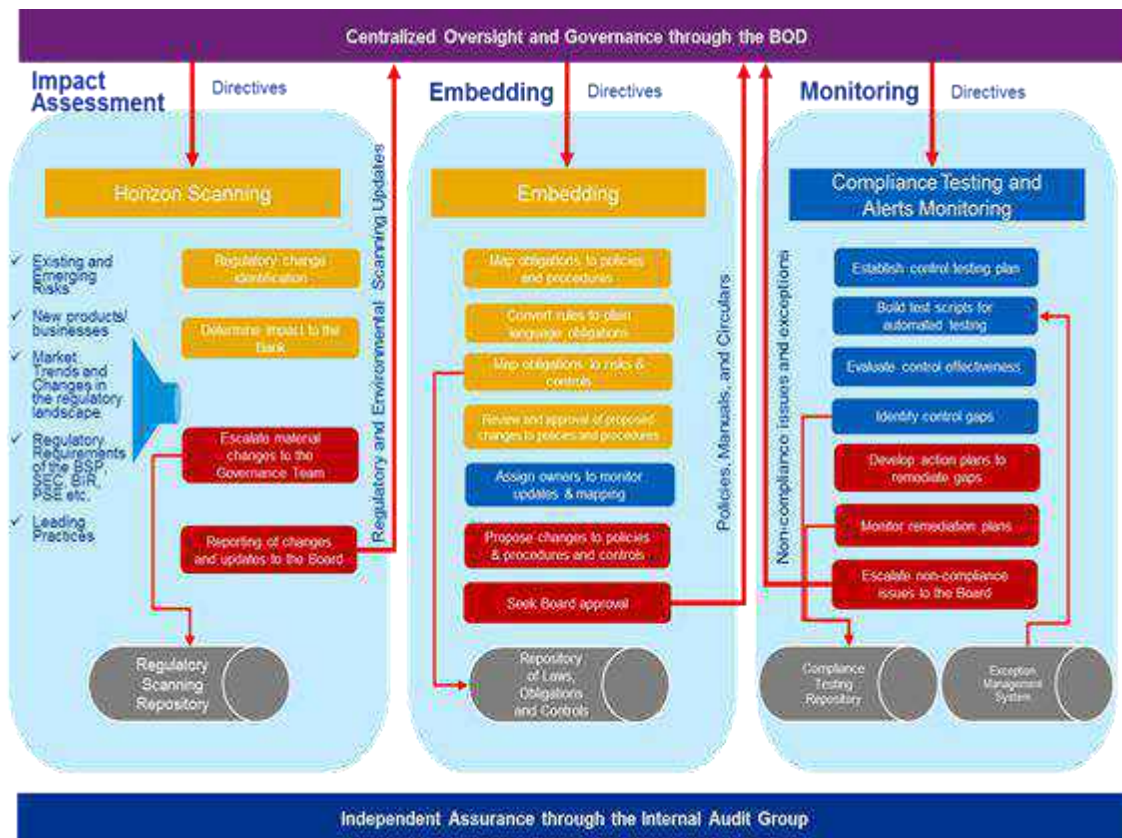 Centralized Oversight and Governance through the BOD
Impact
Assessment
Directives
Horizon Scanning
✓ Existing and
Emerging
Risks
✓ New products/
businesses
✓ Market
Trends and
Changes in
the regulatory
landscape
✓ Regulatory
Requirements
of the BSP,
SEC, BIR,
PSE etc.
✓ Leading
Practices
Regulatory change
identification
Determine impact to the
Bank
Escalate material
changes to the
Governance Team
Reporting of changes
and updates to the Board
Regulatory
Scanning
Repository
Regulatory and Environmental Scanning Updates
Embedding
Directives
Embedding
Map obligations to policies
and procedures
Convert rules to plain
language obligations
Map obligations to risks &
controls
Review and approval of proposed
changes to policies and procedures
Assign owners to monitor
updates & mapping
Propose changes to policies
& procedures and controls
Seek Board approval
Repository
of Laws,
Obligations
and Controls
Policies, Manuals, and Circulars
Monitoring
Directives
Non-compliance issues and exceptions
Compliance Testing and
Alerts Monitoring
Establish control testing plan
Build test scripts for
automated testing
Evaluate control effectiveness
Identify control gaps
Develop action plans to
remediate gaps
Monitor remediation plans
Escalate non-compliance
issues to the Board
Compliance
Testing
Repository
Exception
Management
System
Independent Assurance through the Internal Audit Group